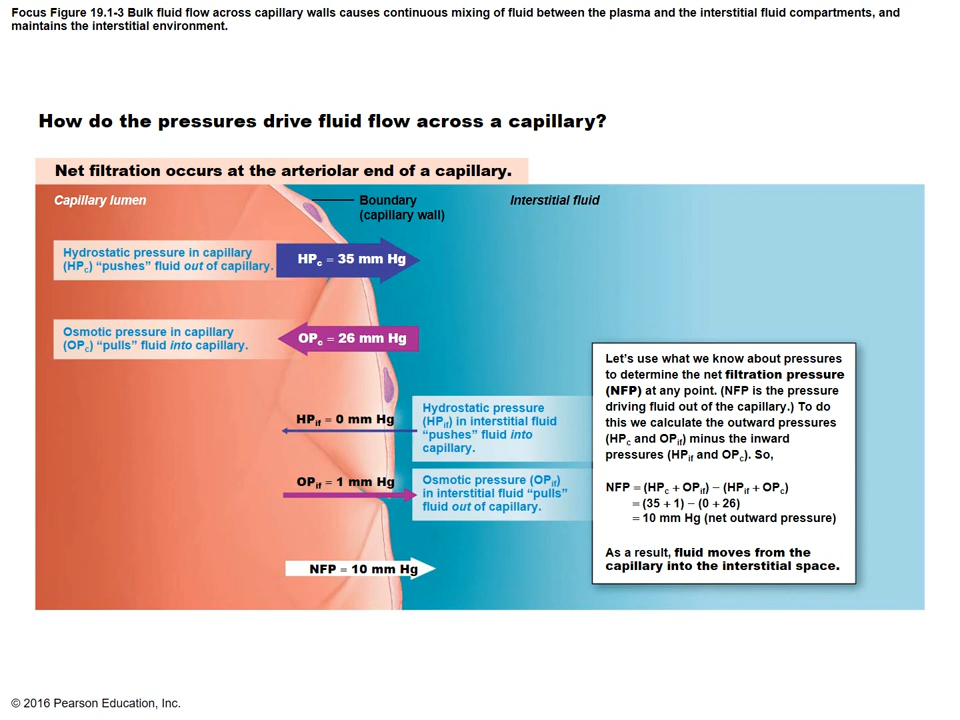 Focus Figure 19.1-3 Bulk fluid flow across capillary walls causes continuous mixing of fluid between the plasma and the interstitial fluid compartments, and
maintains the interstitial environment.
How do the pressures drive fluid flow across a capillary?
Net filtration occurs at the arteriolar end of a capillary.
Capillary lumen
Boundary
(capillary wall)
Interstitial fluid
Hydrostatic pressure in capillary
(HPc) “pushes” fluid out of capillary.
HPc = 35 mm Hg
Osmotic pressure in capillary
(OPc) “pulls” fluid into capillary.
OPc = 26 mm Hg
HPif = 0 mm Hg
Hydrostatic pressure
(HPif) in interstitial fluid
“pushes” fluid into
capillary.
OPif = 1 mm Hg
Osmotic pressure (OPif)
in interstitial fluid “pulls”
fluid out of capillary.
NFP = 10 mm Hg
Let’s use what we know about pressures
to determine the net filtration pressure
(NFP) at any point. (NFP is the pressure
driving fluid out of the capillary.) To do
this we calculate the outward pressures
(HPc and OPif) minus the inward
pressures (HPif and OPc). So,
NFP = (HPc + OPif) – (HPif + OPc)
= (35 + 1) – (0 + 26)
= 10 mm Hg (net outward pressure)
As a result, fluid moves from the
capillary into the interstitial space.
© 2016 Pearson Education, Inc.